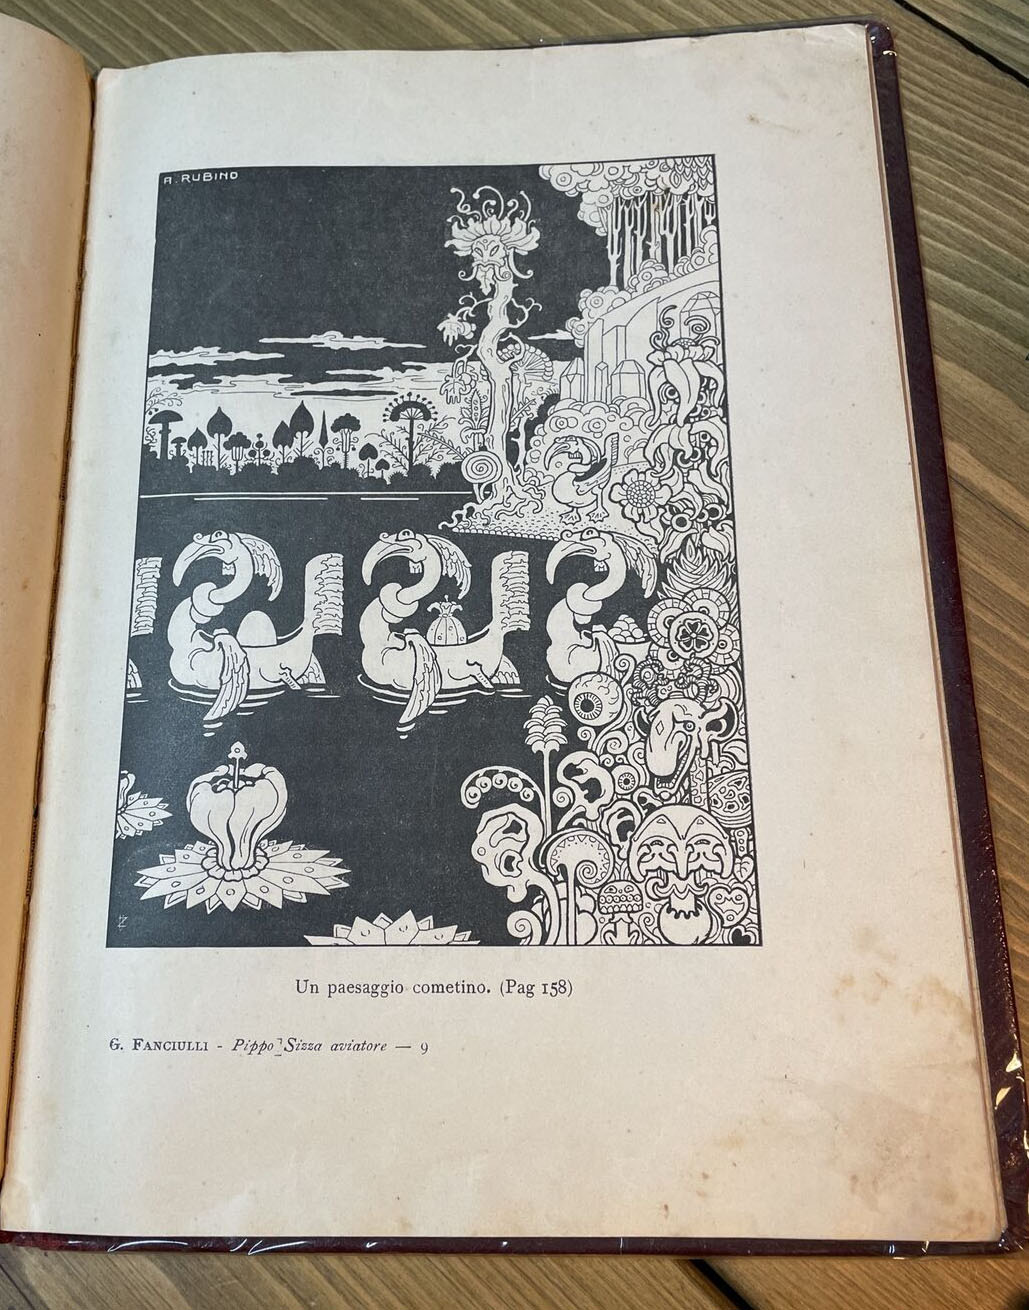 A. RUBINO
Un paesaggio cometino. (Pag 158)
G. FANCIULLI - Pippo Sizza aviatore — 9